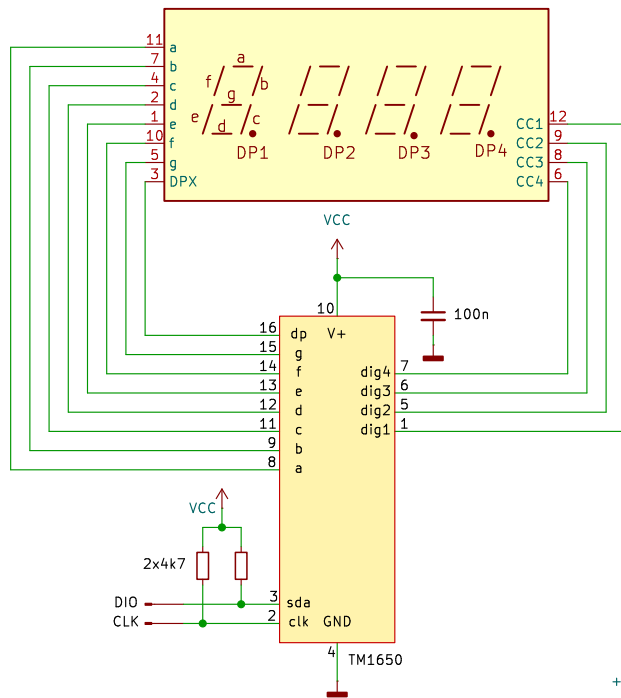 11 a
7 b
4 c
2 d
1 e
10 f
5 g
3 DPX
a
f b
g
e c
d
DP1 DP2 DP3 DP4
CC1 12
CC2 9
CC3 8
CC4 6
VCC
10
V+
100n
16 dp
15 g
14 f
13 e
12 d
11 c
9 b
8 a
dig4 7
dig3 6
dig2 5
dig1 1
VCC
2x4k7
DIO 3 sda
CLK 2 clk GND
4
TM1650